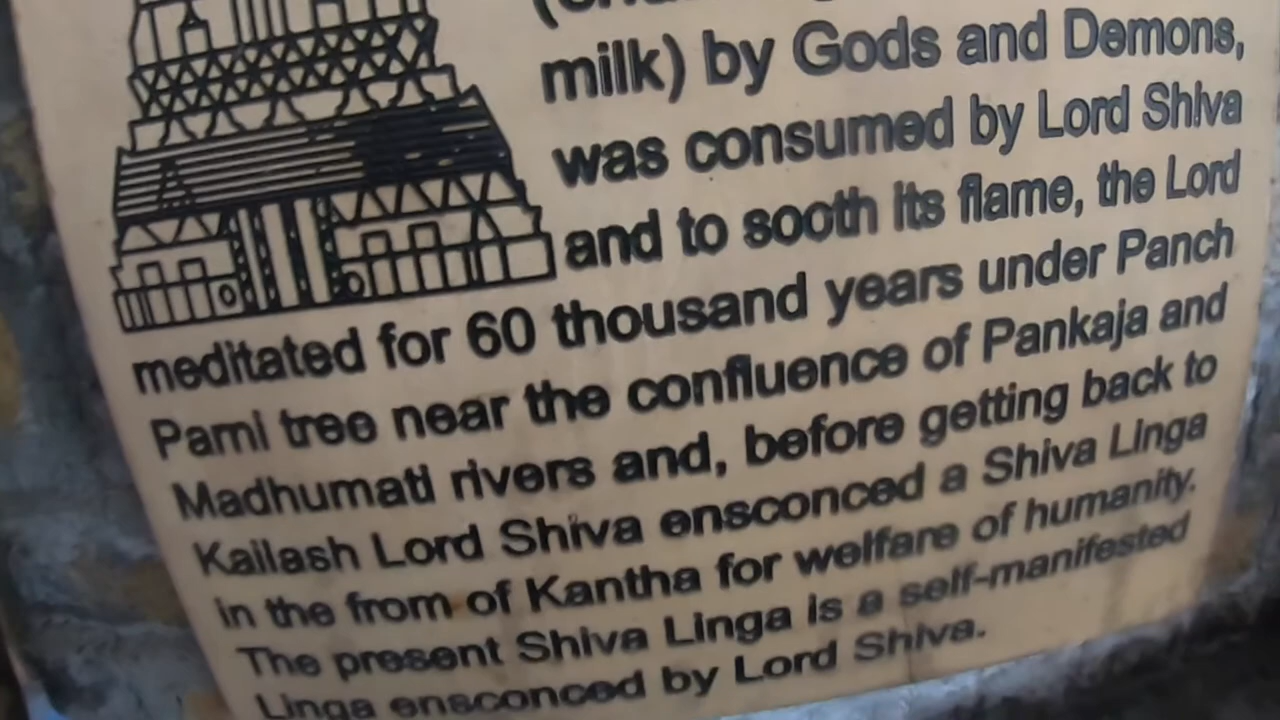 milk) by Gods and Demons,
was consumed by Lord Shiva
and to sooth its flame, the Lord
meditated for 60 thousand years under Panch
Parni tree near the confluence of Pankaja and
Madhumati rivers and, before getting back to
Kailash Lord Shiva ensconced a Shiva Linga
in the from of Kantha for welfare of humanity.
The present Shiva Linga is a self-manifested
Linga ensconced by Lord Shiva.